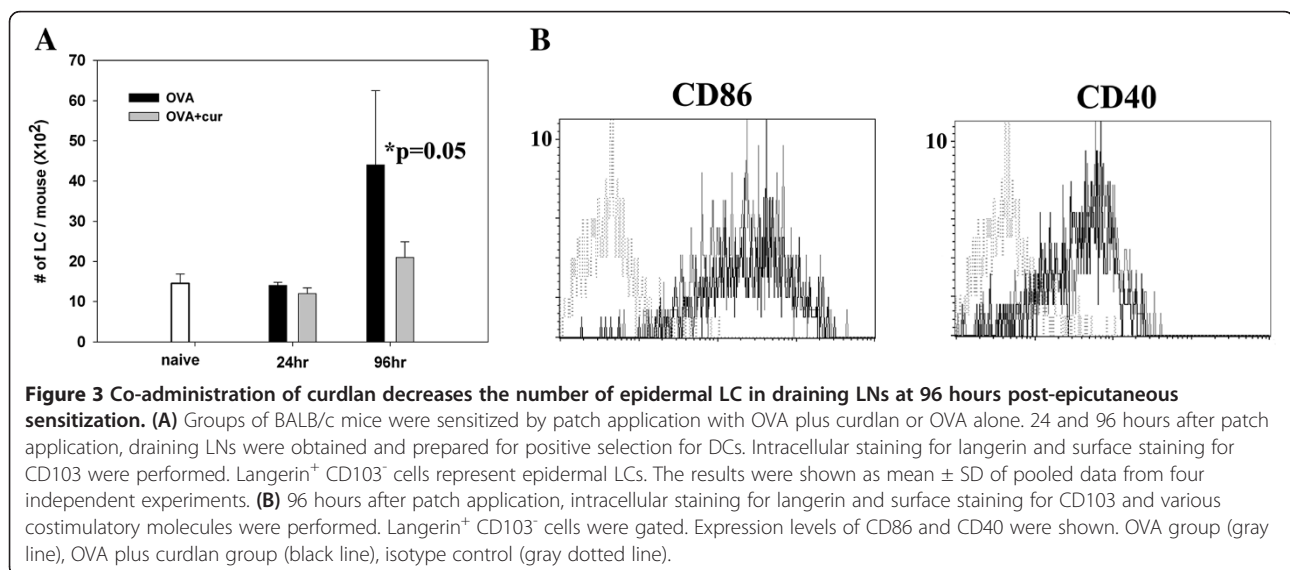 A
B
70
60
50
40
30
20
10
0
# of LC / mouse (X10²)
OVA
OVA+cur
*p=0.05
naive
24hr
96hr
CD86
10
CD40
10
Figure 3 Co-administration of curdlan decreases the number of epidermal LC in draining LNs at 96 hours post-epicutaneous
sensitization. (A) Groups of BALB/c mice were sensitized by patch application with OVA plus curdlan or OVA alone. 24 and 96 hours after patch
application, draining LNs were obtained and prepared for positive selection for DCs. Intracellular staining for langerin and surface staining for
CD103 were performed. Langerin⁺ CD103⁻ cells represent epidermal LCs. The results were shown as mean ± SD of pooled data from four
independent experiments. (B) 96 hours after patch application, intracellular staining for langerin and surface staining for CD103 and various
costimulatory molecules were performed. Langerin⁺ CD103⁻ cells were gated. Expression levels of CD86 and CD40 were shown. OVA group (gray
line), OVA plus curdlan group (black line), isotype control (gray dotted line).